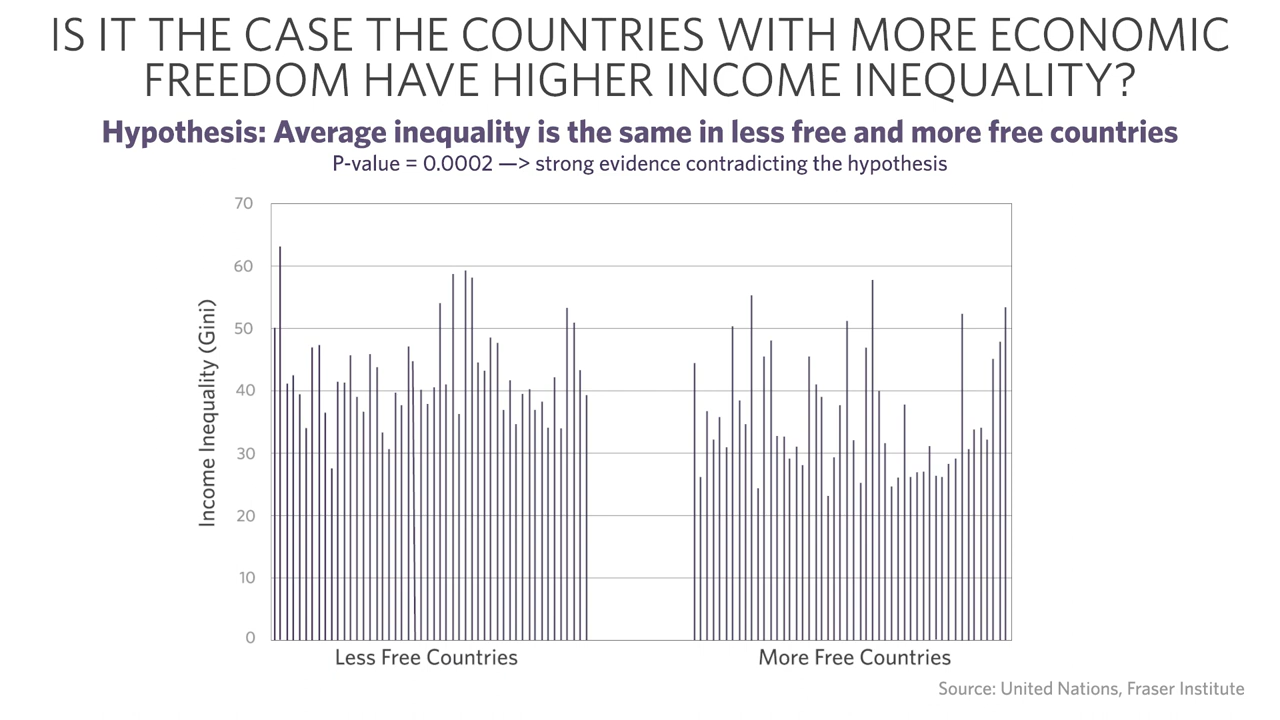 IS IT THE CASE THE COUNTRIES WITH MORE ECONOMIC
FREEDOM HAVE HIGHER INCOME INEQUALITY?
Hypothesis: Average inequality is the same in less free and more free countries
P-value = 0.0002 —> strong evidence contradicting the hypothesis
70
60
50
40
30
20
10
0
Income Inequality (Gini)
Less Free Countries
More Free Countries
Source: United Nations, Fraser Institute